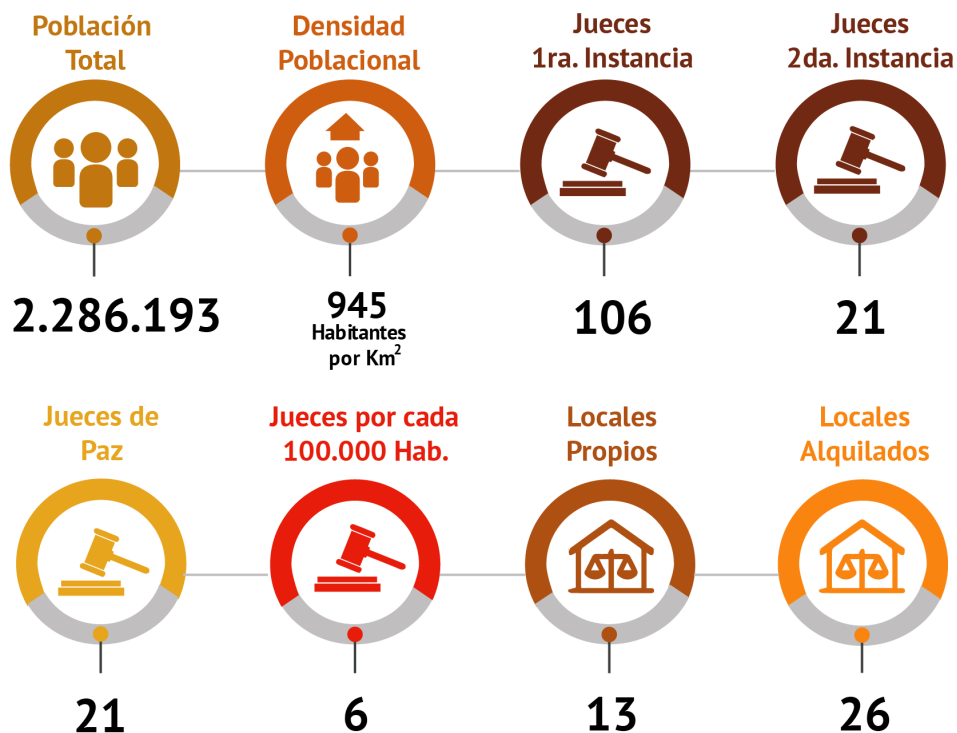 Población
Total
Densidad
Poblacional
Jueces
1ra. Instancia
Jueces
2da. Instancia
2.286.193
945
Habitantes
por Km²
106
21
Jueces de
Paz
Jueces por cada
100.000 Hab.
Locales
Propios
Locales
Alquilados
21
6
13
26